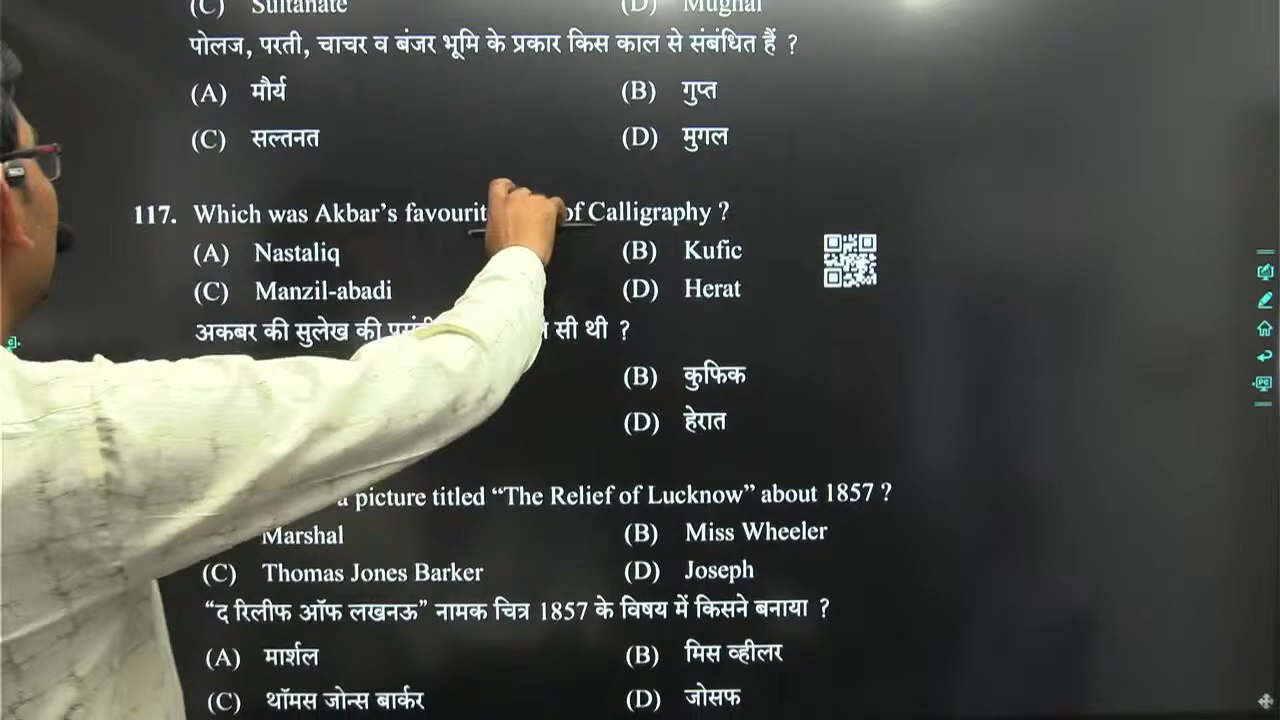 (C) Sultanate (D) Mughal
पोलज, परती, चाचर व बंजर भूमि के प्रकार किस काल से संबंधित हैं ?
(A) मौर्य (B) गुप्त
(C) सल्तनत (D) मुगल
117. Which was Akbar's favourit of Calligraphy ?
(A) Nastaliq (B) Kufic
(C) Manzil-abadi (D) Herat
अकबर की सुलेख की सी थी ?
(B) कुफिक
(D) हेरात
a picture titled “The Relief of Lucknow” about 1857 ?
Marshal (B) Miss Wheeler
(C) Thomas Jones Barker (D) Joseph
“द रिलीफ ऑफ लखनऊ” नामक चित्र 1857 के विषय में किसने बनाया ?
(A) मार्शल (B) मिस व्हीलर
(C) थॉमस जोन्स बार्कर (D) जोसफ